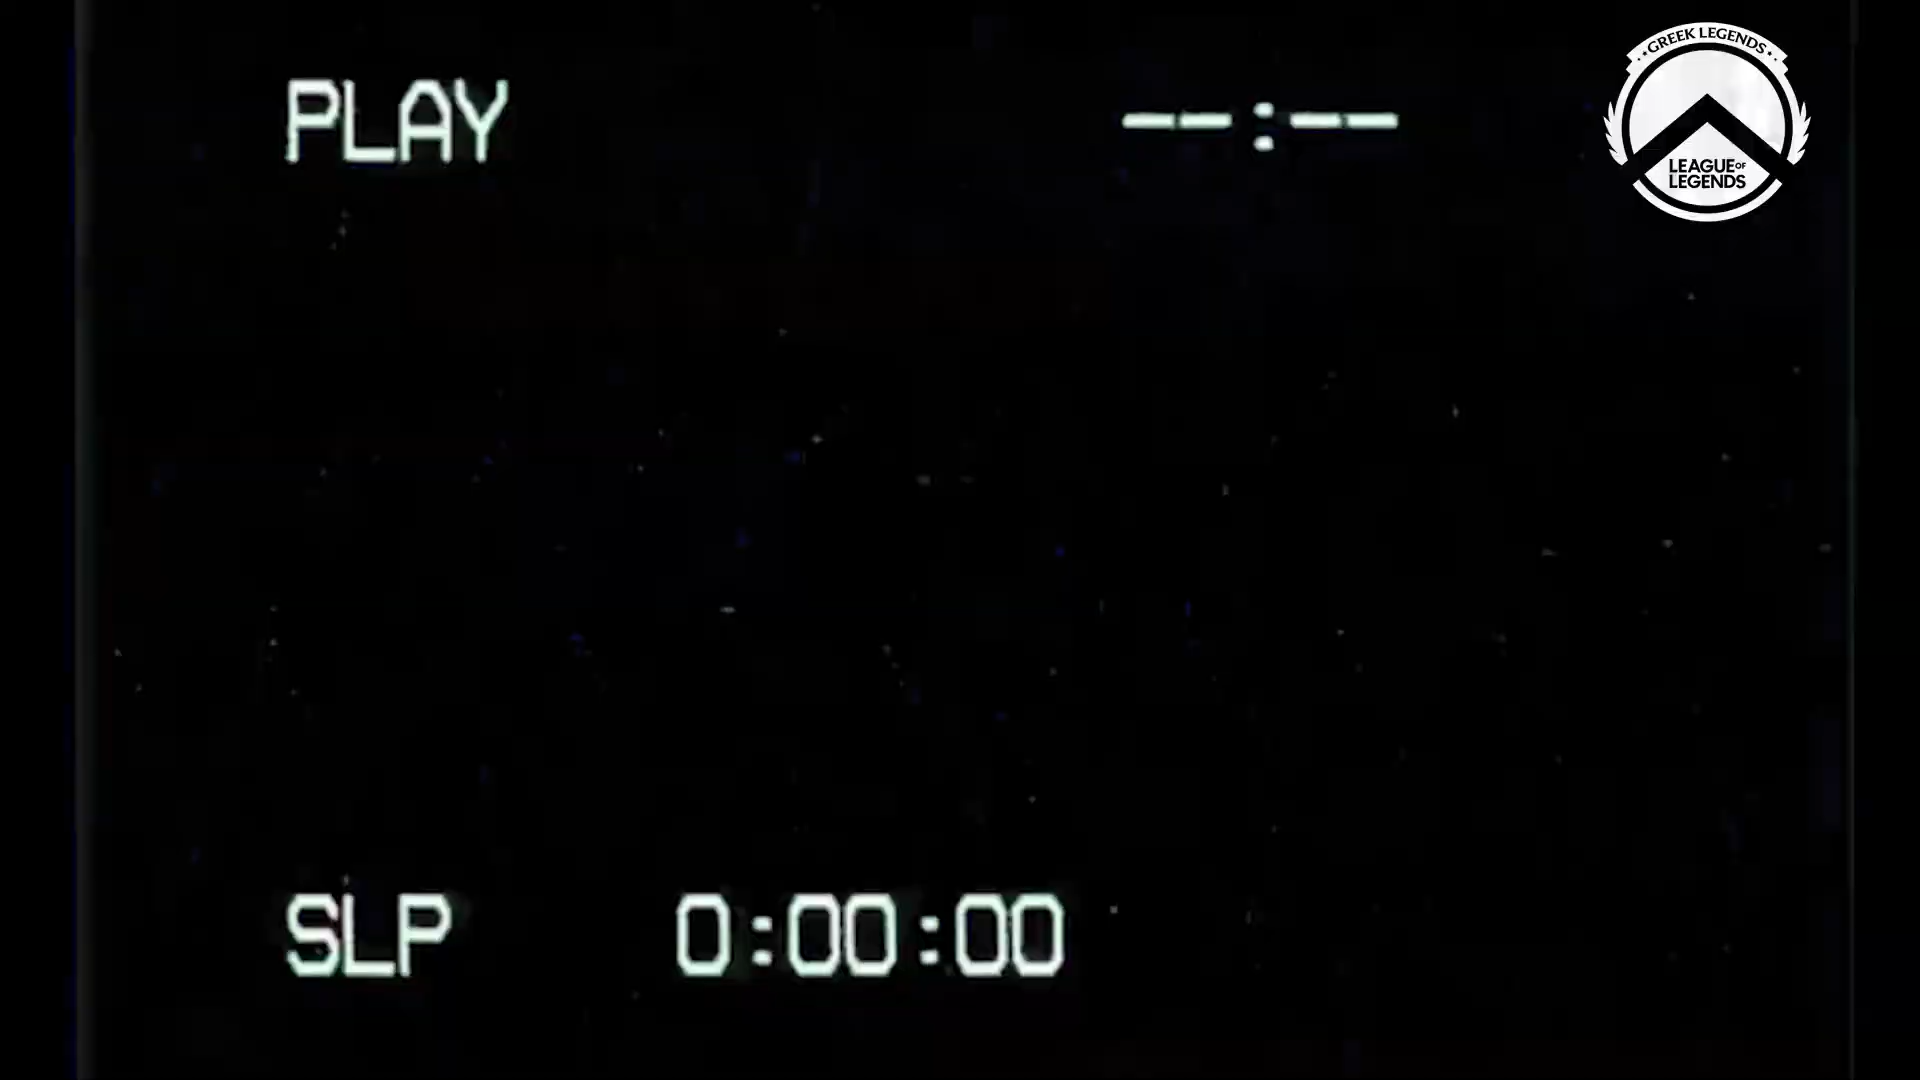 PLAY
--:--
GREEK LEGENDS
LEAGUE OF
LEGENDS
SLP 0:00:00